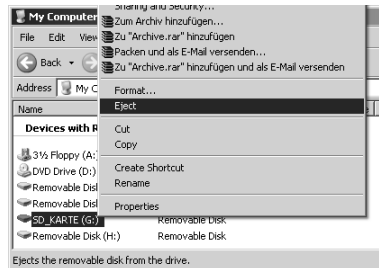 My Computer
Sharing and Security...
Zum Archiv hinzufügen...
Zu "Archive.rar" hinzufügen
Packen und als E-Mail versenden...
Zu "Archive.rar" hinzufügen und als E-Mail versenden
File Edit View
Back
Address My C
Format...
Eject
Name
Cut
Copy
Devices with R
Create Shortcut
Rename
3½ Floppy (A:)
DVD Drive (D:)
Removable Disk
Removable Disk
Properties
SD_KARTE (G:) Removable Disk
Removable Disk (H:) Removable Disk
Ejects the removable disk from the drive.